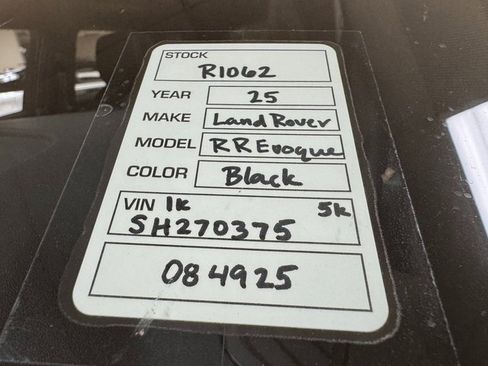 STOCK
R1062
YEAR 25
MAKE Land Rover
MODEL RR Evoque
COLOR Black
VIN 1k 5k
SH270375
084925